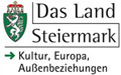 Das Land
Steiermark
→ Kultur, Europa,
Außenbeziehungen